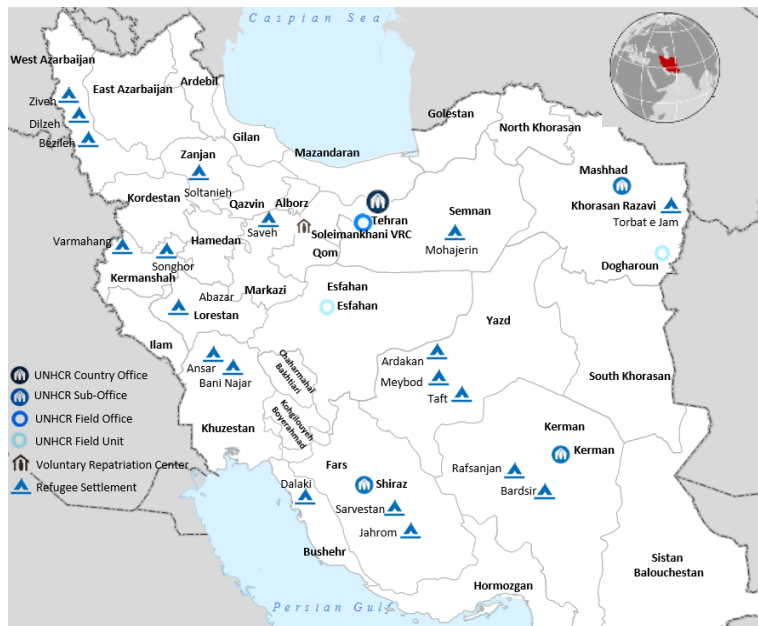 Caspian Sea
West Azarbaijan
Ardebil
East Azarbaijan
Ziveh
Dilzeh
Bezileh
Golestan
North Khorasan
Gilan
Mazandaran
Zanjan
Soltanieh
Mashhad
Khorasan Razavi
Torbat e Jam
Kordestan
Qazvin
Alborz
Tehran
Semnan
Saveh
Soleimankhani VRC
Mohajerin
Varmahang
Hamedan
Songhor
Qom
Dogharoun
Kermanshah
Markazi
Esfahan
Esfahan
Abazar
Lorestan
Yazd
Ilam
Ardakan
Chaharmahal
Bakhtiari
Ansar
Bani Najar
Meybod
Taft
South Khorasan
UNHCR Country Office
UNHCR Sub-Office
UNHCR Field Office
UNHCR Field Unit
Voluntary Repatriation Center
Refugee Settlement
Kohgilouyeh
Boyerahmad
Khuzestan
Kerman
Kerman
Fars
Rafsanjan
Dalaki
Shiraz
Bardsir
Sarvestan
Jahrom
Bushehr
Sistan
Balouchestan
Hormozgan
Persian Gulf